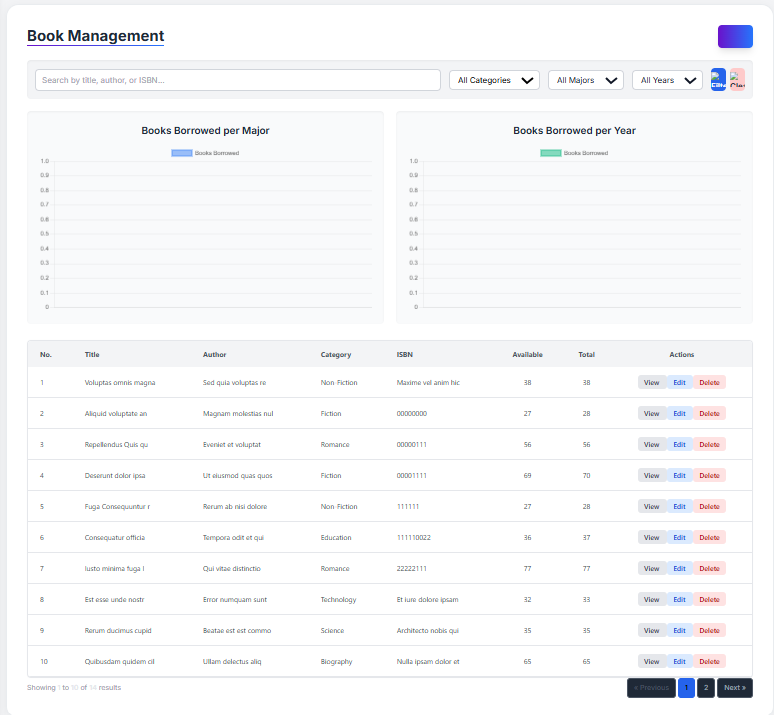 Book Management
Search by title, author, or ISBN... All Categories All Majors All Years
Books Borrowed per Major
Books Borrowed
1.0
0.9
0.8
0.7
0.6
0.5
0.4
0.3
0.2
0.1
0
Books Borrowed per Year
Books Borrowed
1.0
0.9
0.8
0.7
0.6
0.5
0.4
0.3
0.2
0.1
0
No. Title Author Category ISBN Available Total Actions
1 Voluptas omnis magna Sed quia voluptas re Non-Fiction Maxime vel anim hic 38 38 View Edit Delete
2 Aliquid voluptate an Magnam molestias nul Fiction 00000000 27 28 View Edit Delete
3 Repellendus Quis qu Eveniet et voluptat Romance 00000111 56 56 View Edit Delete
4 Deserunt dolor ipsa Ut eiusmod quas quos Fiction 00001111 69 70 View Edit Delete
5 Fuga Consequuntur r Rerum ab nisi dolore Non-Fiction 111111 27 28 View Edit Delete
6 Consequatur officia Tempora odit et qui Education 111110022 36 37 View Edit Delete
7 Iusto minima fuga I Qui vitae distinctio Romance 22222111 77 77 View Edit Delete
8 Est esse unde nostr Error numquam sunt Technology Et iure dolore ipsam 32 33 View Edit Delete
9 Rerum ducimus cupid Beatae est est commo Science Architecto nobis qui 35 35 View Edit Delete
10 Quibusdam quidem cil Ullam delectus aliq Biography Nulla ipsam dolor et 65 65 View Edit Delete
Showing 1 to 10 of 14 results « Previous 1 2 Next »